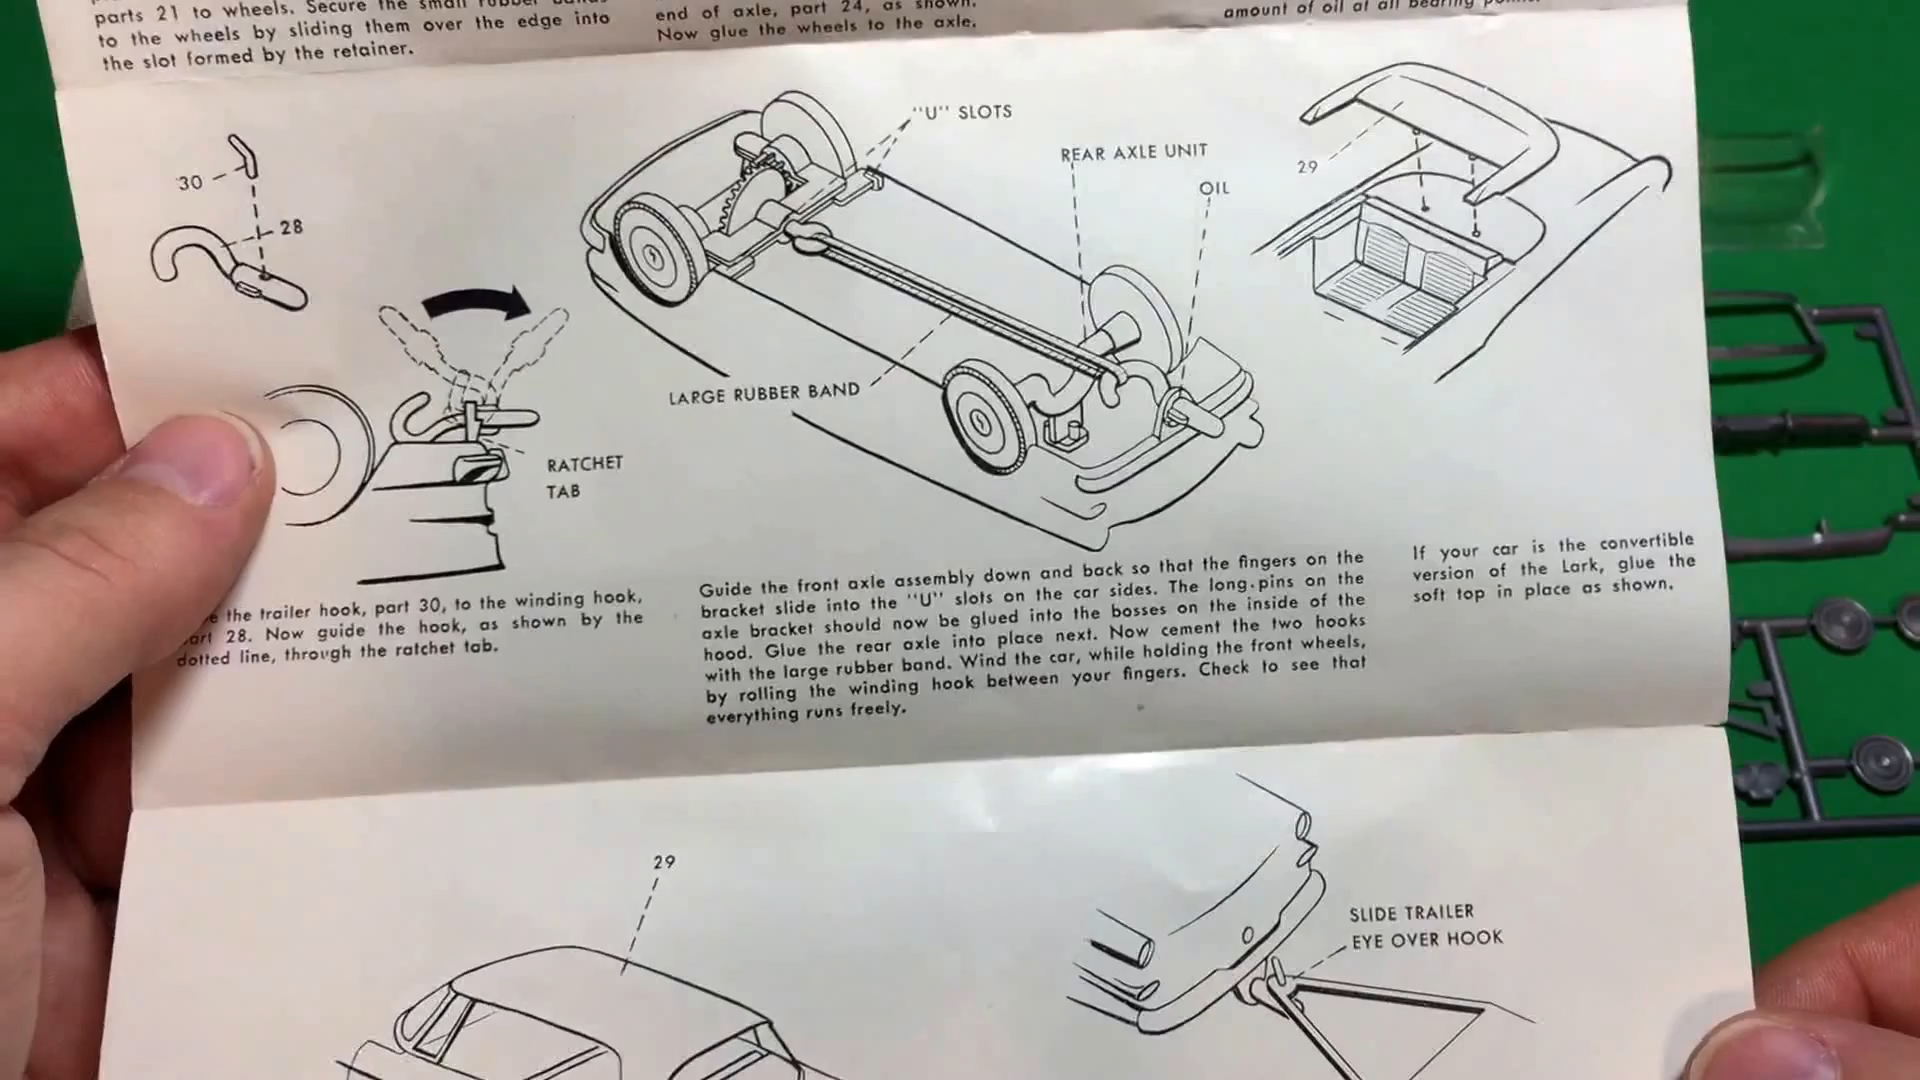 parts 21 to wheels. Secure the small rubber
to the wheels by sliding them over the edge into
the slot formed by the retainer.
end of axle, part 24, as shown.
Now glue the wheels to the axle.
amount of oil at all bearing
30
28
RATCHET
TAB
"U" SLOTS
REAR AXLE UNIT
OIL
LARGE RUBBER BAND
29
the trailer hook, part 30, to the winding hook,
28. Now guide the hook, as shown by the
dotted line, through the ratchet tab.
Guide the front axle assembly down and back so that the fingers on the
bracket slide into the "U" slots on the car sides. The long pins on the
axle bracket should now be glued into the bosses on the inside of the
hood. Glue the rear axle into place next. Now cement the two hooks
with the large rubber band. Wind the car, while holding the front wheels,
by rolling the winding hook between your fingers. Check to see that
everything runs freely.
If your car is the convertible
version of the Lark, glue the
soft top in place as shown.
29
SLIDE TRAILER
EYE OVER HOOK